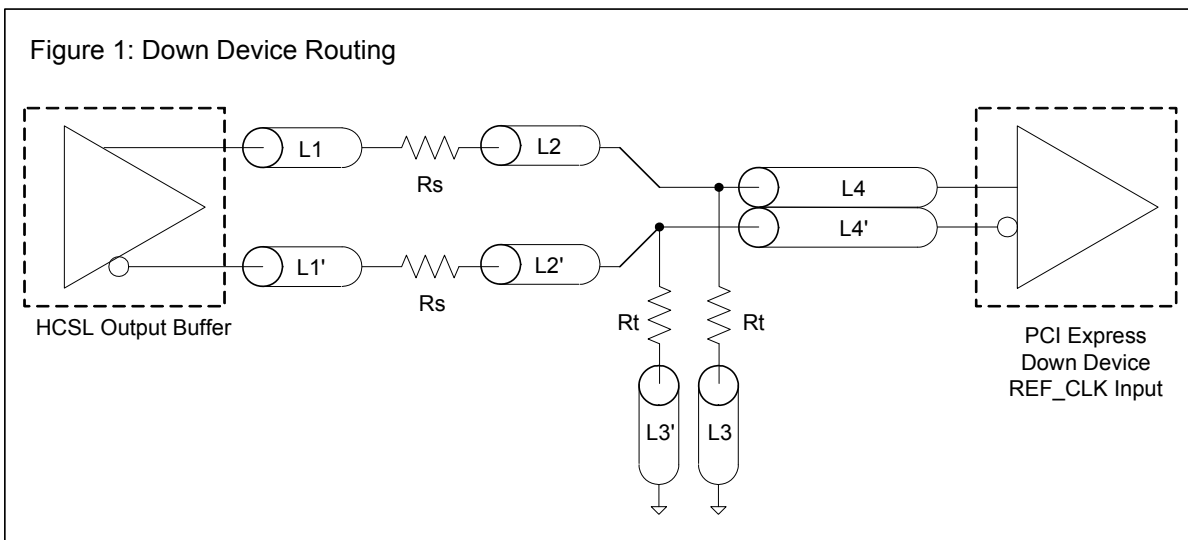 Figure 1: Down Device Routing
L1
Rs
L2
L4
L4'
L1'
Rs
L2'
HCSL Output Buffer
Rt
Rt
L3'
L3
PCI Express
Down Device
REF_CLK Input